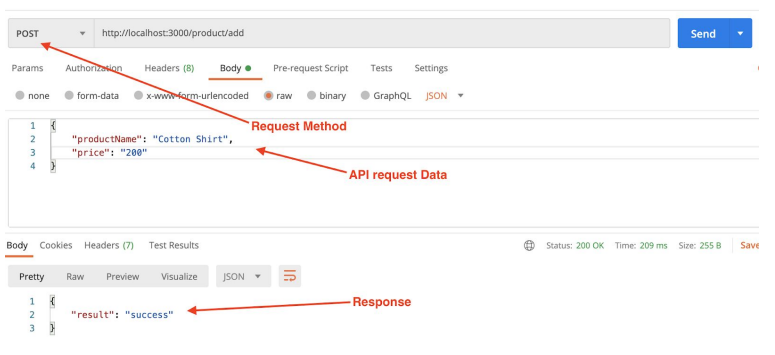 POST http://localhost:3000/product/add Send
Params Authorization Headers (8) Body Pre-request Script Tests Settings
none form-data x-www-form-urlencoded raw binary GraphQL JSON
1 {
Request Method
2 "productName": "Cotton Shirt",
3 "price": "200"
4 }
API request Data
Body Cookies Headers (7) Test Results Status: 200 OK Time: 209 ms Size: 255 B Save
Pretty Raw Preview Visualize JSON
1 {
2 "result": "success"
Response
3 }